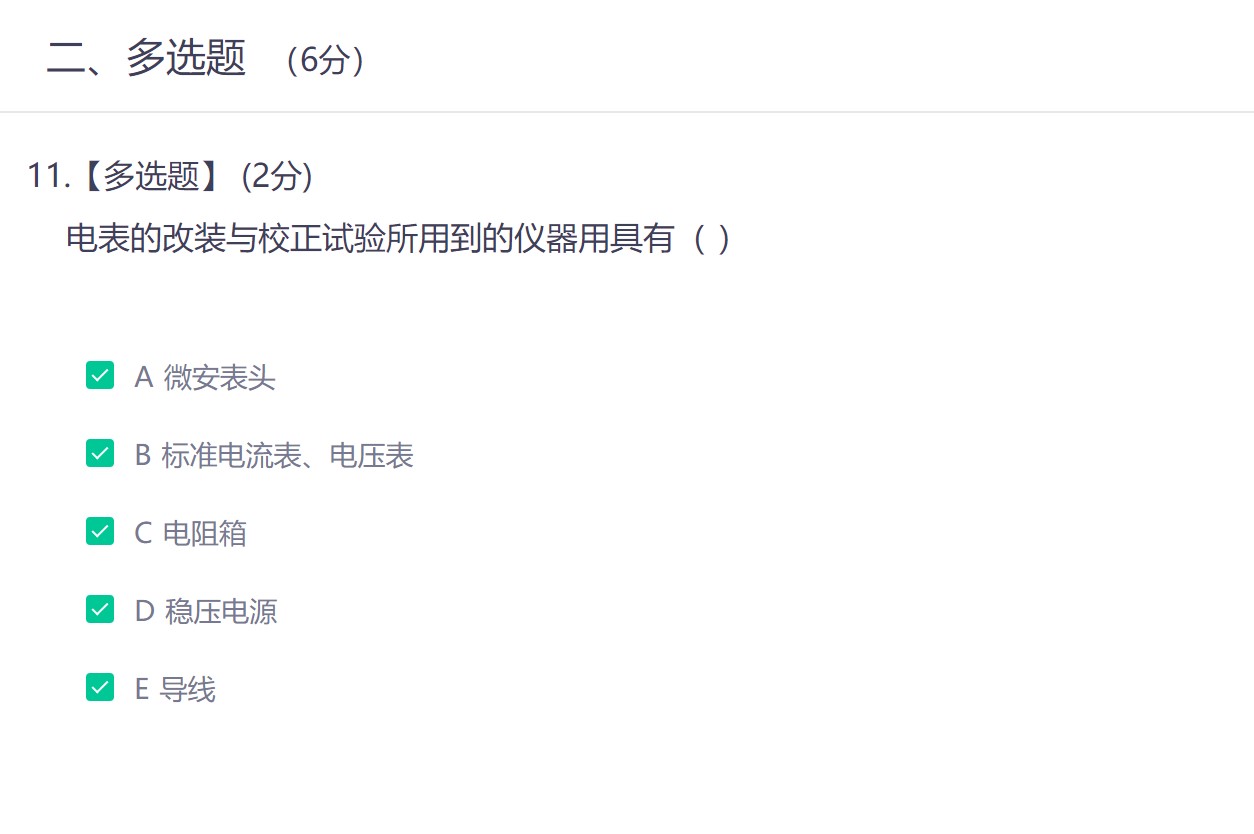 二、多选题 （6分）
11.【多选题】 (2分)
电表的改装与校正试验所用到的仪器用具有（ ）
A 微安表头
B 标准电流表、电压表
C 电阻箱
D 稳压电源
E 导线